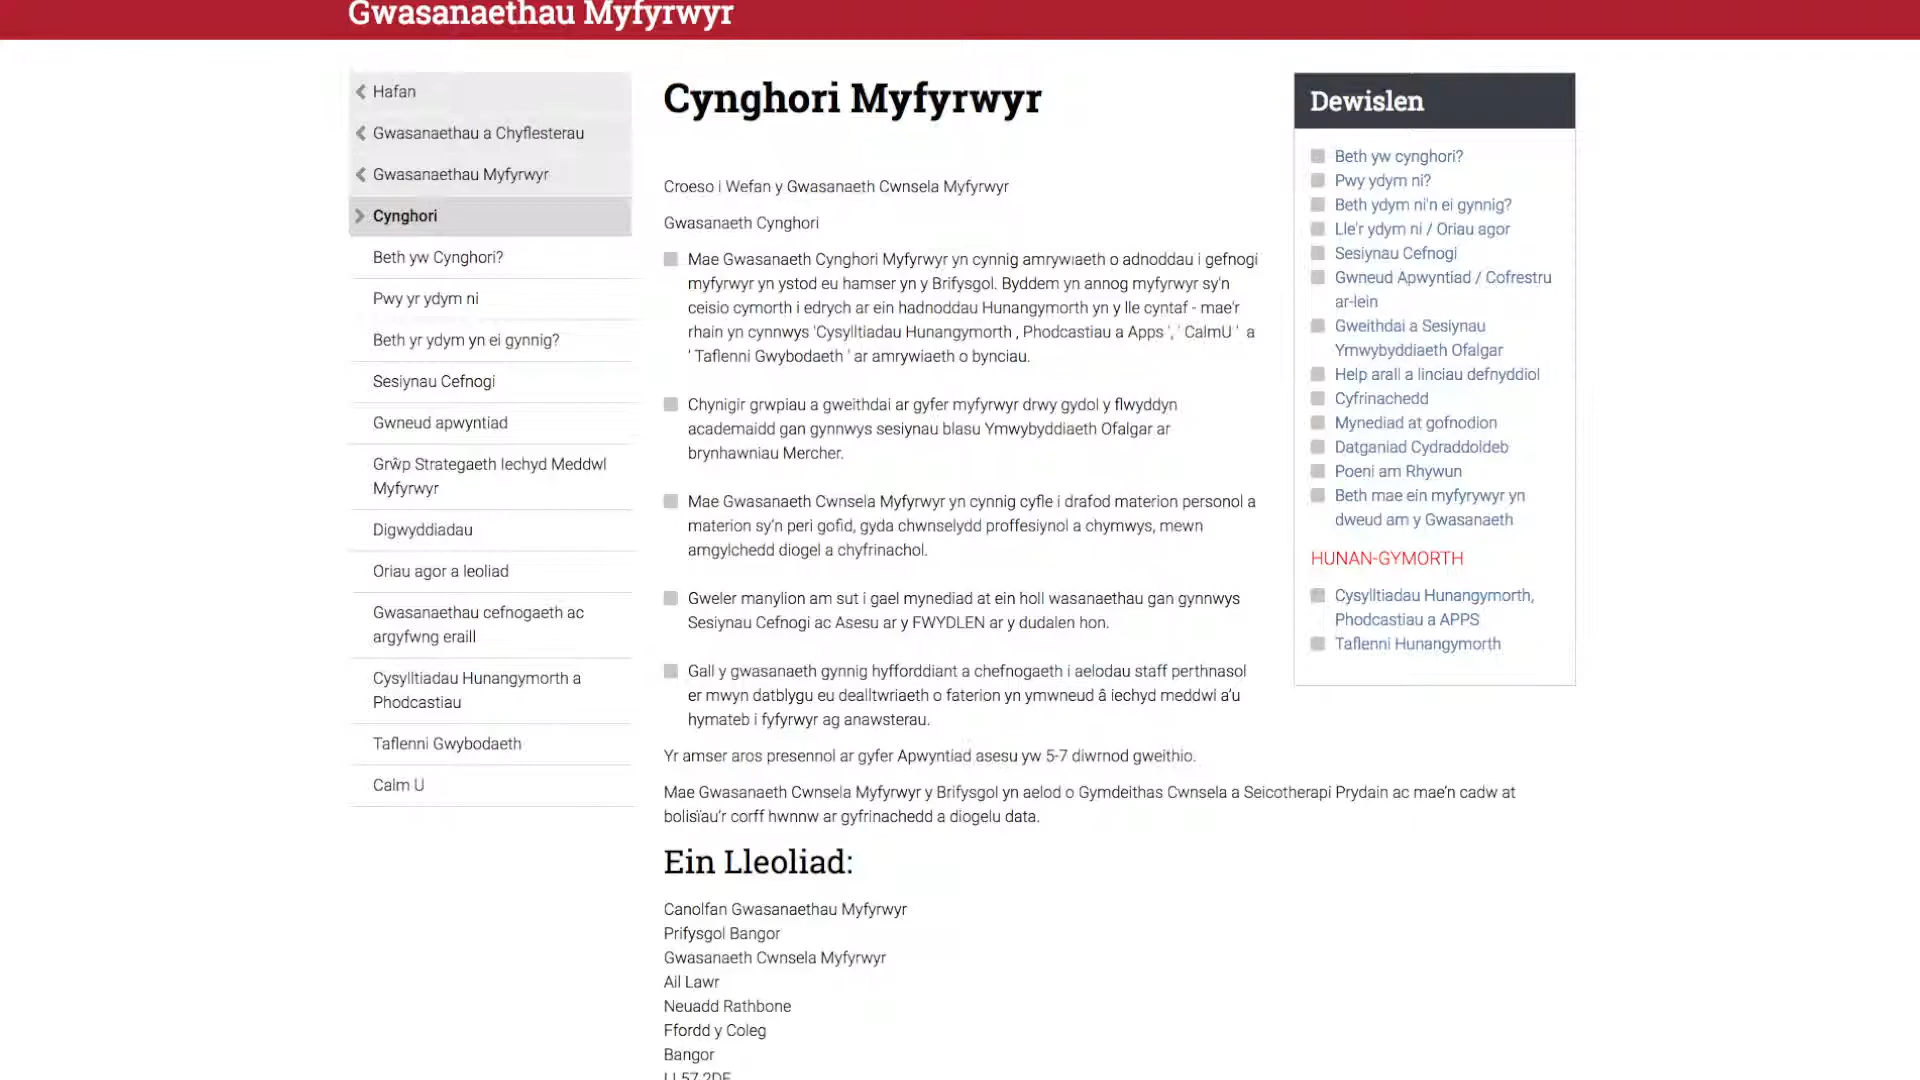 Gwasanaethau Myfyrwyr
Hafan
Gwasanaethau a Chyflesterau
Gwasanaethau Myfyrwyr
Cynghori
Beth yw Cynghori?
Pwy yr ydym ni
Beth yr ydym yn ei gynnig?
Sesiynau Cefnogi
Gwneud apwyntiad
Grŵp Strategaeth Iechyd Meddwl
Myfyrwyr
Digwyddiadau
Oriau agor a leoliad
Gwasanaethau cefnogaeth ac
argyfwng eraill
Cysylltiadau Hunangymorth a
Phodcastiau
Taflenni Gwybodaeth
Calm U
Cynghori Myfyrwyr
Croeso i Wefan y Gwasanaeth Cwnsela Myfyrwyr
Gwasanaeth Cynghori
Mae Gwasanaeth Cynghori Myfyrwyr yn cynnig amrywiaeth o adnoddau i gefnogi
myfyrwyr yn ystod eu hamser yn y Brifysgol. Byddem yn annog myfyrwyr sy'n
ceisio cymorth i edrych ar ein hadnoddau Hunangymorth yn y lle cyntaf - mae'r
rhain yn cynnwys 'Cysylltiadau Hunangymorth , Phodcastiau a Apps ', ' CalmU ' a
' Taflenni Gwybodaeth ' ar amrywiaeth o bynciau.
Chynigir grwpiau a gweithdai ar gyfer myfyrwyr drwy gydol y flwyddyn
academaidd gan gynnwys sesiynau blasu Ymwybyddiaeth Ofalgar ar
brynhawniau Mercher.
Mae Gwasanaeth Cwnsela Myfyrwyr yn cynnig cyfle i drafod materion personol a
materion sy'n peri gofid, gyda chwnselydd proffesiynol a chymwys, mewn
amgylchedd diogel a chyfrinachol.
Gweler manylion am sut i gael mynediad at ein holl wasanaethau gan gynnwys
Sesiynau Cefnogi ac Asesu ar y FWYDLEN ar y dudalen hon.
Gall y gwasanaeth gynnig hyfforddiant a chefnogaeth i aelodau staff perthnasol
er mwyn datblygu eu dealltwriaeth o faterion yn ymwneud â iechyd meddwl a'u
hymateb i fyfyrwyr ag anawsterau.
Yr amser aros presennol ar gyfer Apwyntiad asesu yw 5-7 diwrnod gweithio.
Mae Gwasanaeth Cwnsela Myfyrwyr y Brifysgol yn aelod o Gymdeithas Cwnsela a Seicotherapi Prydain ac mae'n cadw at
bolisïau'r corff hwnnw ar gyfrinachedd a diogelu data.
Ein Lleoliad:
Canolfan Gwasanaethau Myfyrwyr
Prifysgol Bangor
Gwasanaeth Cwnsela Myfyrwyr
Ail Lawr
Neuadd Rathbone
Ffordd y Coleg
Bangor
LL57 2DF
Dewislen
Beth yw cynghori?
Pwy ydym ni?
Beth ydym ni'n ei gynnig?
Lle'r ydym ni / Oriau agor
Sesiynau Cefnogi
Gwneud Apwyntiad / Cofrestru
ar-lein
Gweithdai a Sesiynau
Ymwybyddiaeth Ofalgar
Help arall a linciau defnyddiol
Cyfrinachedd
Mynediad at gofnodion
Datganiad Cydraddoldeb
Poeni am Rhywun
Beth mae ein myfyrywyr yn
dweud am y Gwasanaeth
HUNAN-GYMORTH
Cysylltiadau Hunangymorth,
Phodcastiau a APPS
Taflenni Hunangymorth